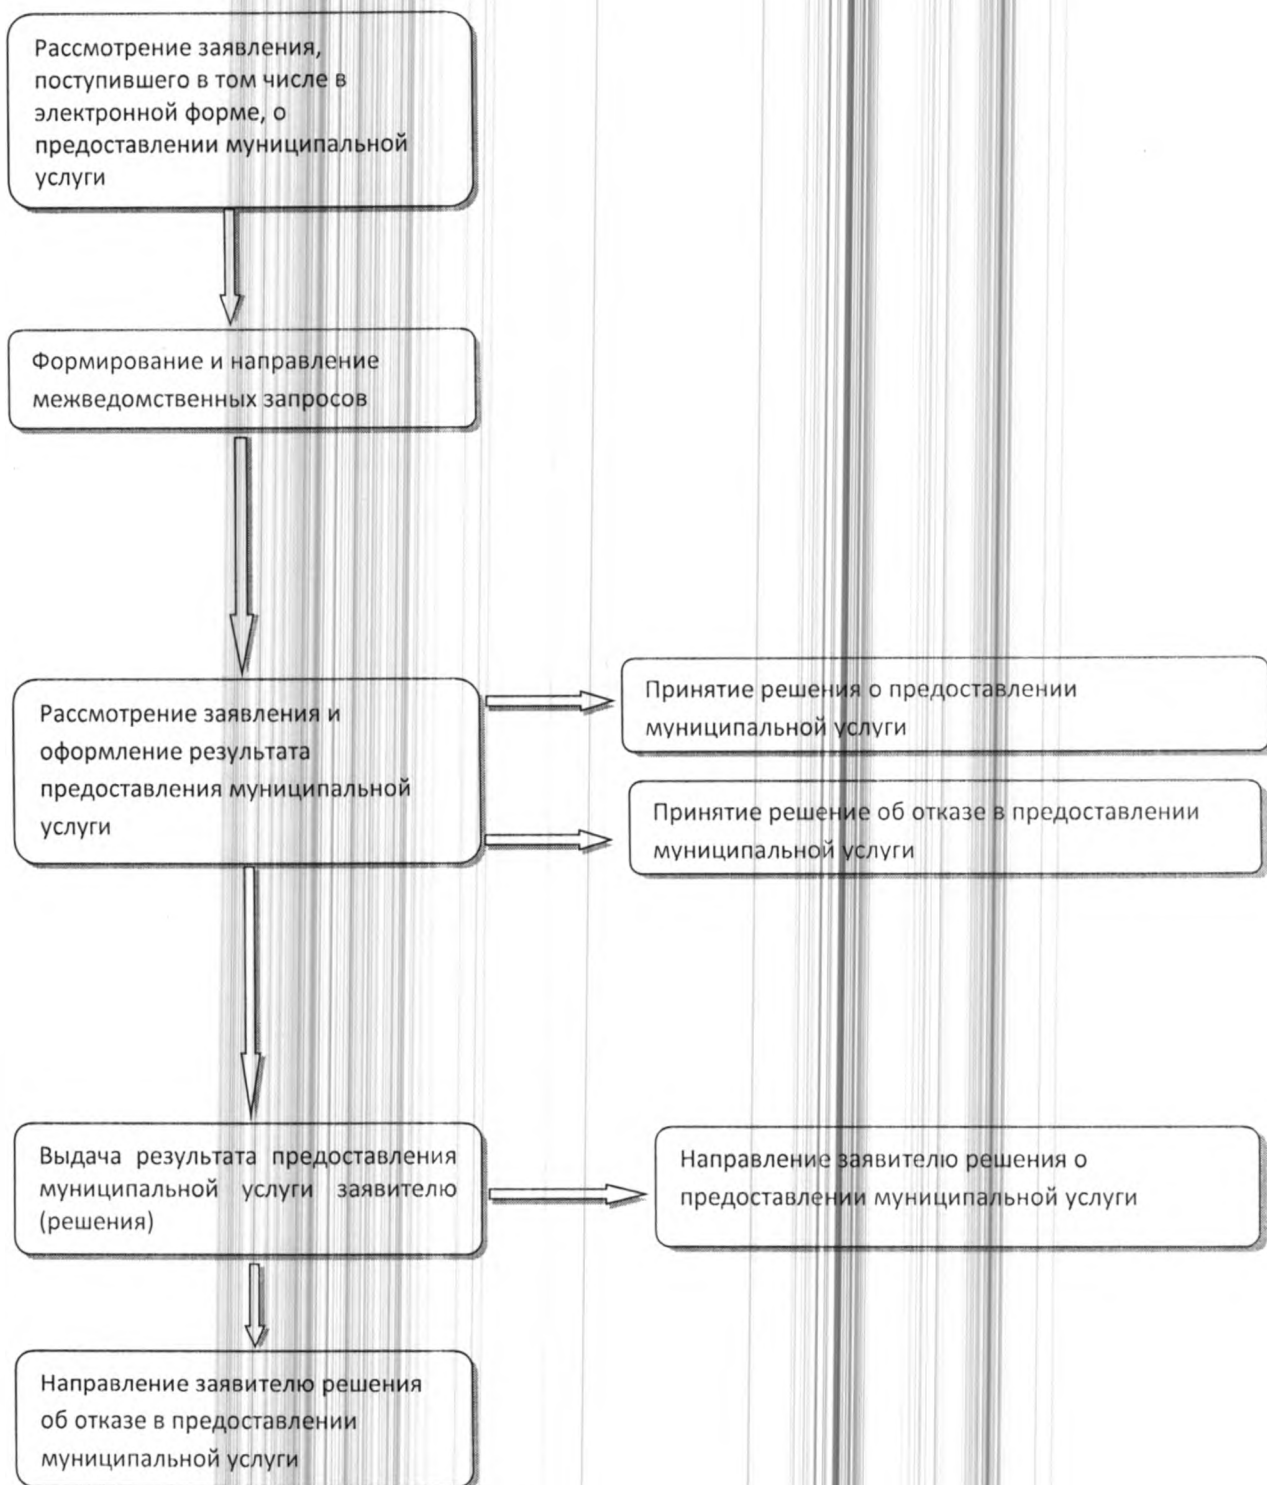 Рассмотрение заявления,
поступившего в том числе в
электронной форме, о
предоставлении муниципальной
услуги
Формирование и направление
межведомственных запросов
Рассмотрение заявления и
оформление результата
предоставления муниципальной
услуги
Принятие решения о предоставлении
муниципальной услуги
Принятие решение об отказе в предоставлении
муниципальной услуги
Выдача результата предоставления
муниципальной услуги заявителю
(решения)
Направление заявителю решения о
предоставлении муниципальной услуги
Направление заявителю решения
об отказе в предоставлении
муниципальной услуги